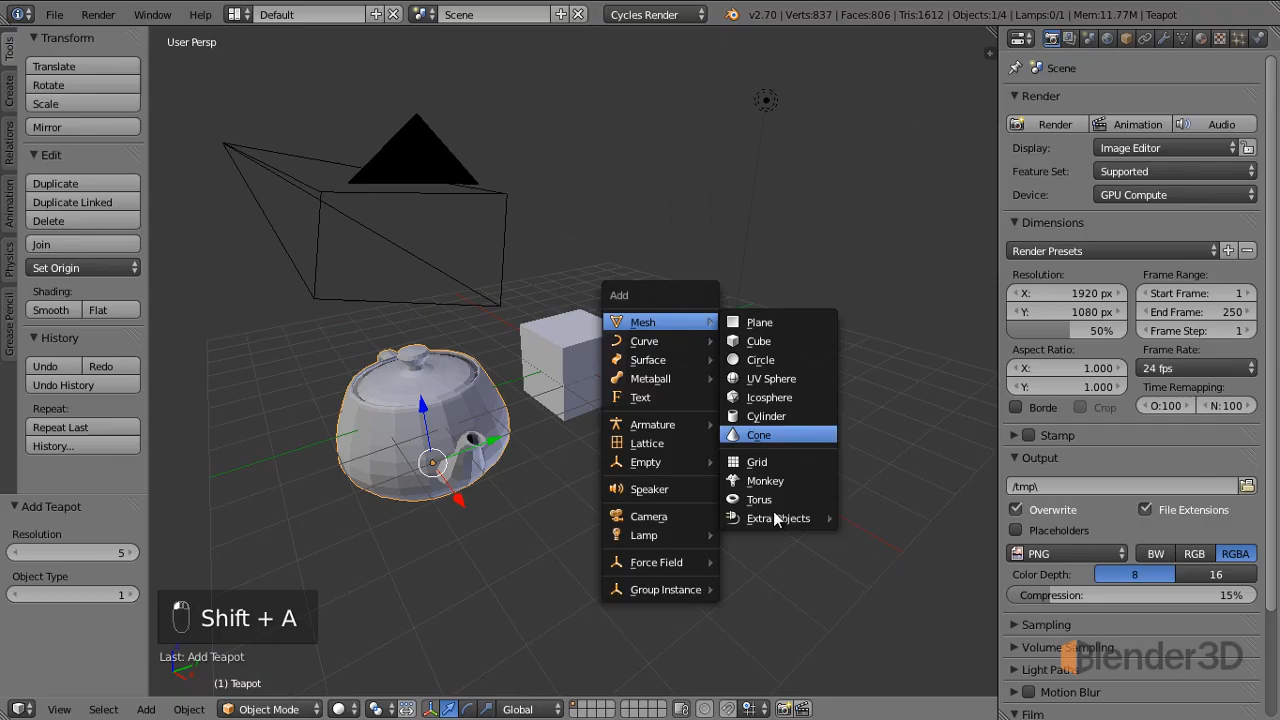 File Render Window Help Default Scene Cycles Render v2.70 | Verts:837 | Faces:806 | Tris:1612 | Objects:1/4 | Lamps:0/1 | Mem:11.77M | Teapot
Tools
Create
Relations
Animation
Physics
Grease Pencil
Transform
Translate
Rotate
Scale
Mirror
Edit
Duplicate
Duplicate Linked
Delete
Join
Set Origin
Shading:
Smooth Flat
History
Undo Redo
Undo History
Repeat:
Repeat Last
History...
Add Teapot
Resolution
5
Object Type
1
User Persp
Add
Mesh
Curve
Surface
Metaball
Text
Armature
Lattice
Empty
Speaker
Camera
Lamp
Force Field
Group Instance
Plane
Cube
Circle
UV Sphere
Icosphere
Cylinder
Cone
Grid
Monkey
Torus
Extra Objects
Shift + A
Last: Add Teapot
(1) Teapot
View Select Add Object Object Mode Global
Scene
Render
Render Animation Audio
Display: Image Editor
Feature Set: Supported
Device: GPU Compute
Dimensions
Render Presets
Resolution: Frame Range:
X: 1920 px Start Frame: 1
Y: 1080 px End Frame: 250
50% Frame Step: 1
Aspect Ratio: Frame Rate:
X: 1.000 24 fps
Y: 1.000 Time Remapping:
Borde Crop O:100 N:100
Stamp
Output
/tmp\
Overwrite File Extensions
Placeholders
PNG BW RGB RGBA
Color Depth: 8 16
Compression: 15%
Sampling
Volume Sampling
Light Paths
Blender3D
Motion Blur
Film